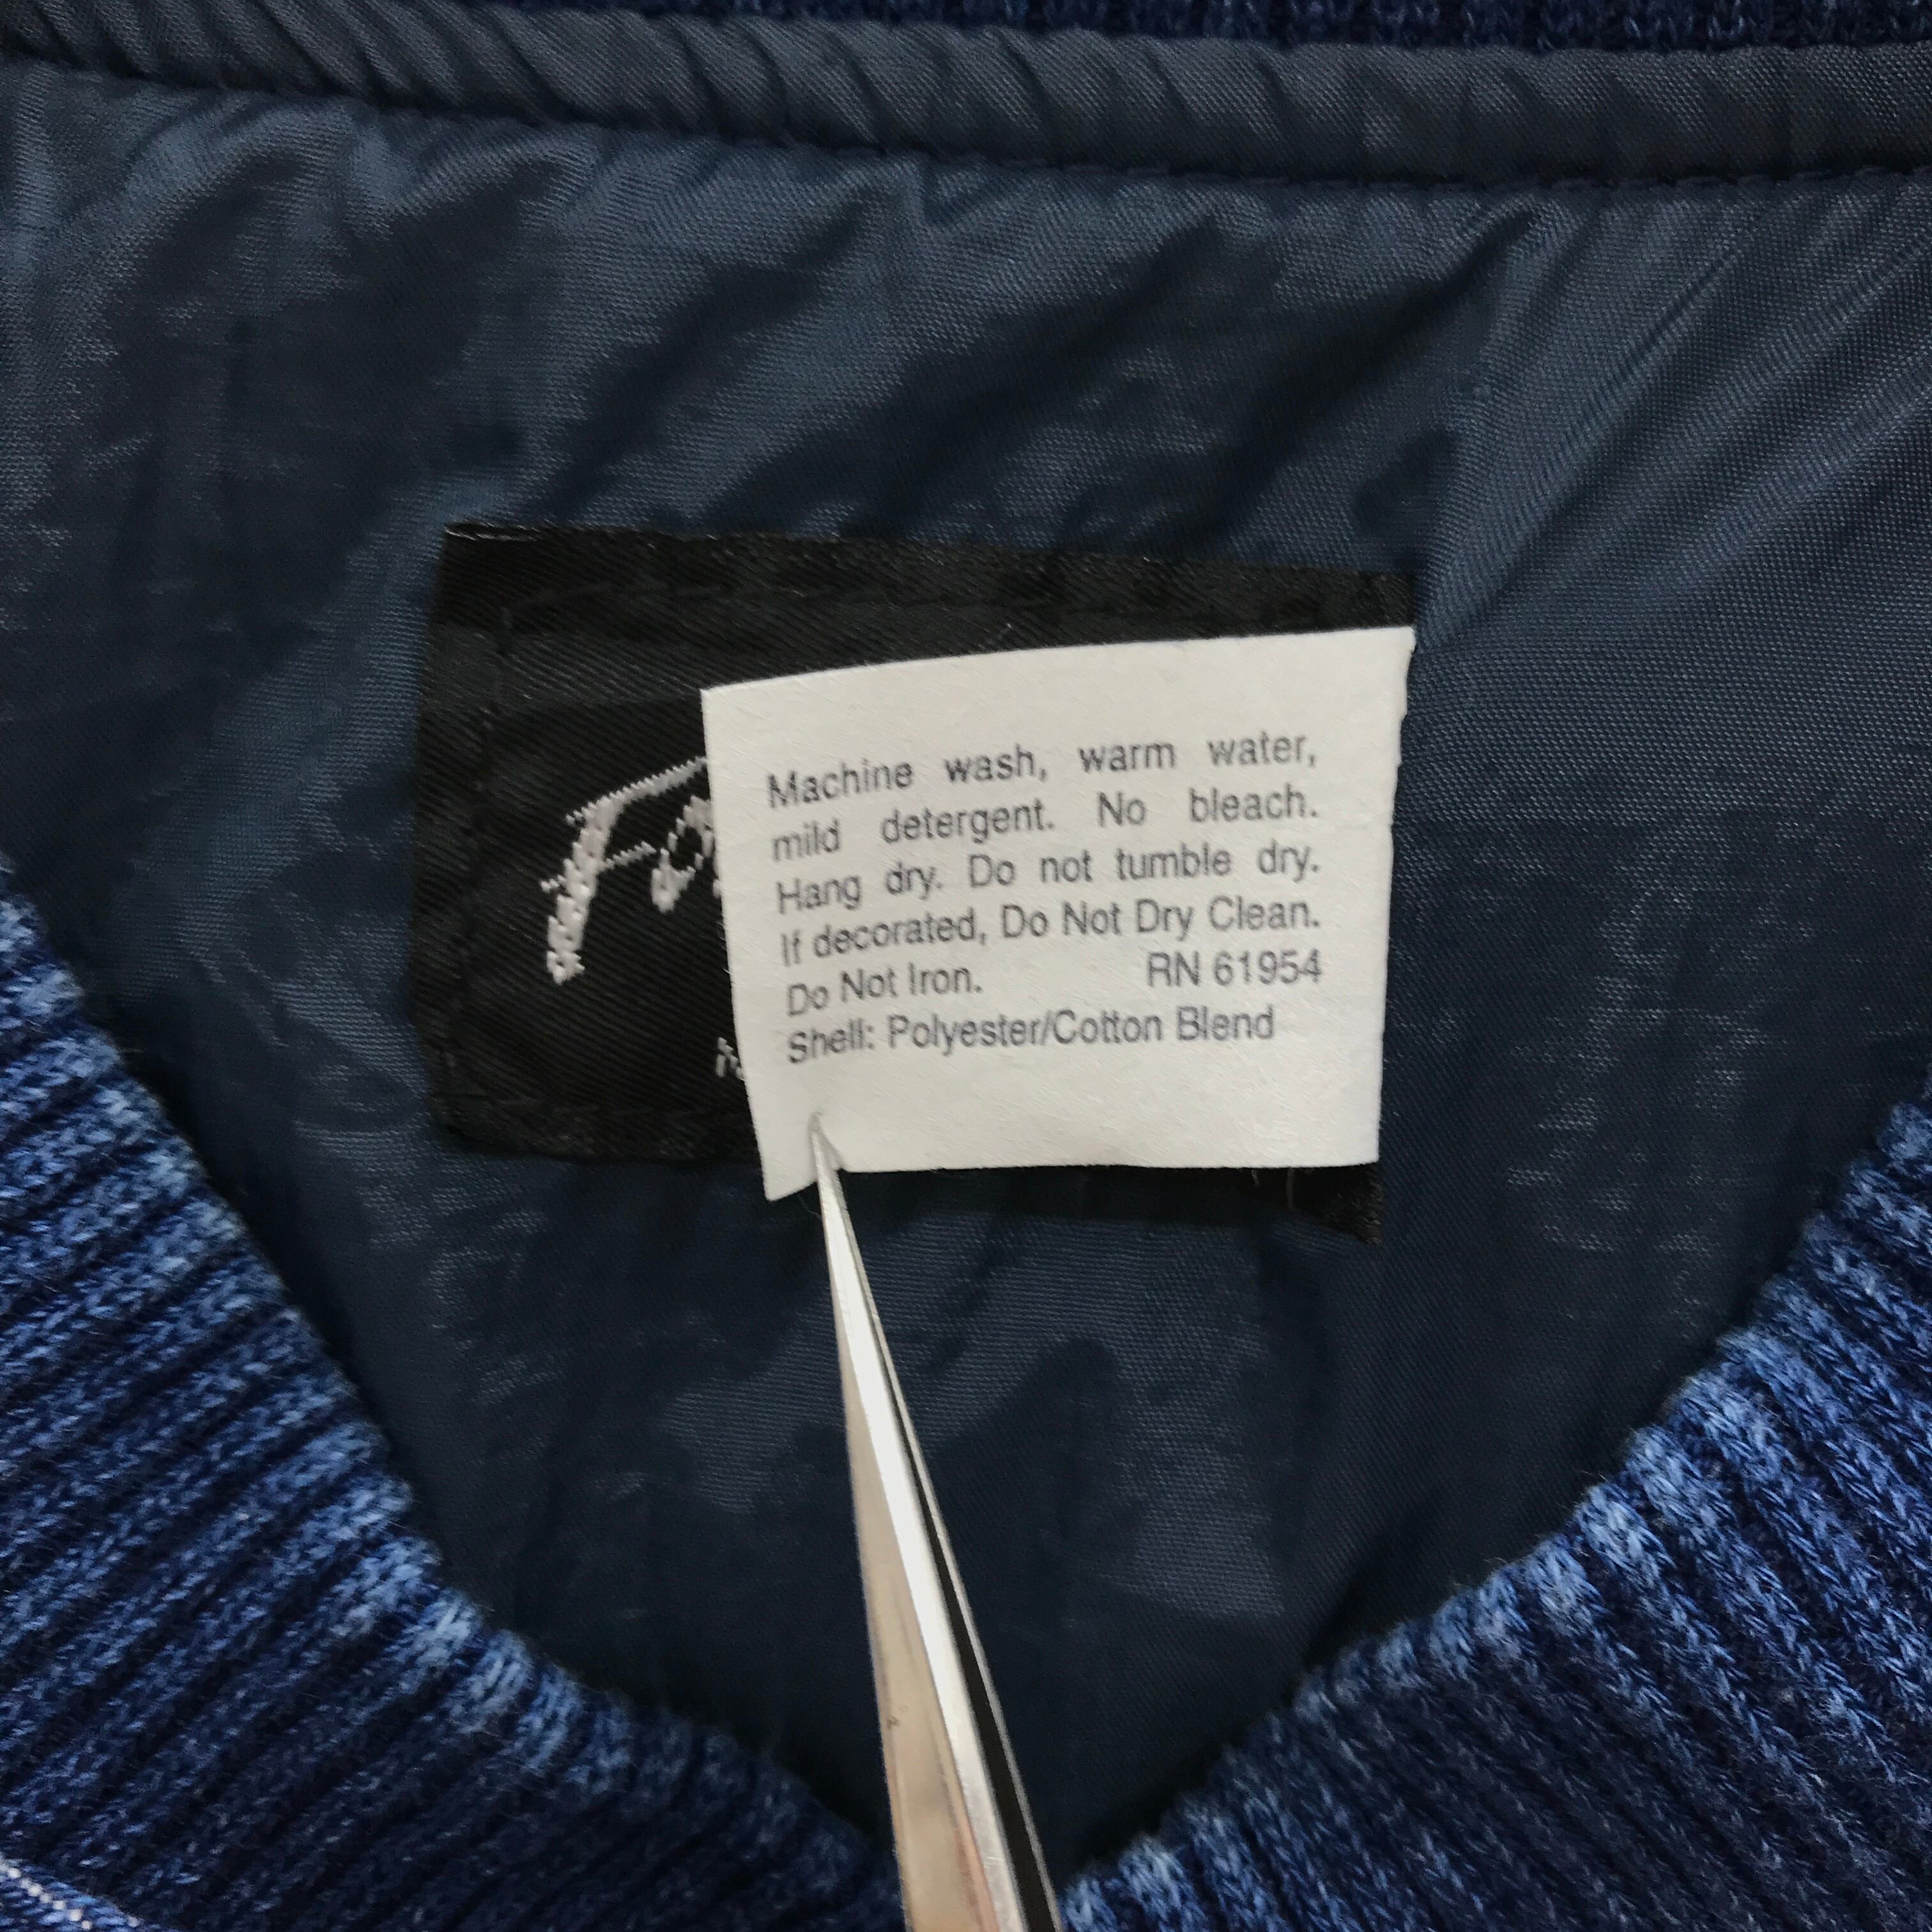 Machine wash, warm water,
mild detergent. No bleach.
Hang dry. Do not tumble dry.
If decorated, Do Not Dry Clean.
Do Not Iron. RN 61954
Shell: Polyester/Cotton Blend